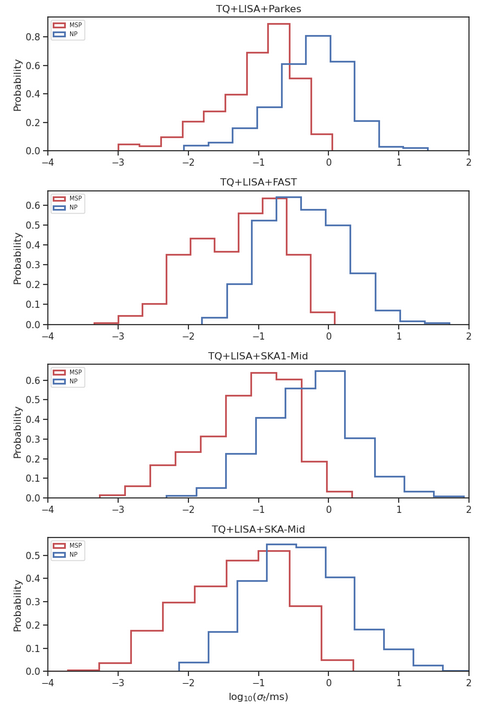 TQ+LISA+Parkes
MSP
NP
Probability
0.8
0.6
0.4
0.2
0.0
−4 −3 −2 −1 0 1 2
TQ+LISA+FAST
MSP
NP
Probability
0.6
0.5
0.4
0.3
0.2
0.1
0.0
−4 −3 −2 −1 0 1 2
TQ+LISA+SKA1-Mid
MSP
NP
Probability
0.6
0.5
0.4
0.3
0.2
0.1
0.0
−4 −3 −2 −1 0 1 2
TQ+LISA+SKA-Mid
MSP
NP
Probability
0.5
0.4
0.3
0.2
0.1
0.0
−4 −3 −2 −1 0 1 2
log₁₀(σₜ/ms)